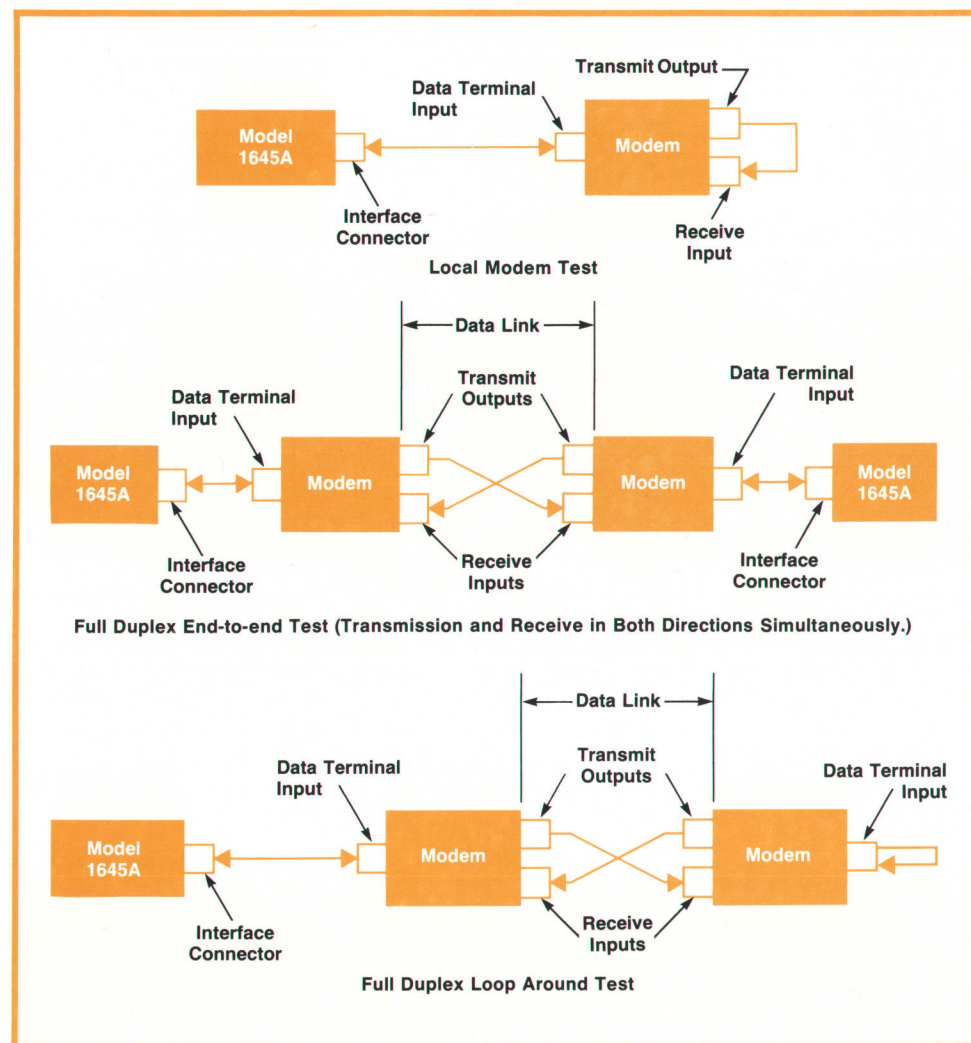 Transmit Output
Data Terminal
Input
Model
1645A
Modem
Interface
Connector
Receive
Input
Local Modem Test
Data Link
Data Terminal
Input
Transmit
Outputs
Data Terminal
Input
Model
1645A
Modem
Modem
Model
1645A
Interface
Connector
Receive
Inputs
Interface
Connector
Full Duplex End-to-end Test (Transmission and Receive in Both Directions Simultaneously.)
Data Link
Data Terminal
Input
Transmit
Outputs
Data Terminal
Input
Model
1645A
Modem
Modem
Interface
Connector
Receive
Inputs
Full Duplex Loop Around Test